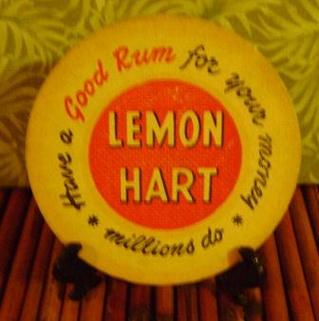 Have a Good Rum for your money
LEMON
HART
* millions do *